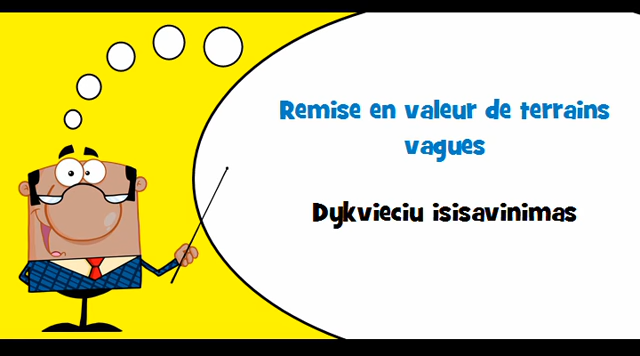 Remise en valeur de terrains
vagues
Dykvieciu isisavinimas